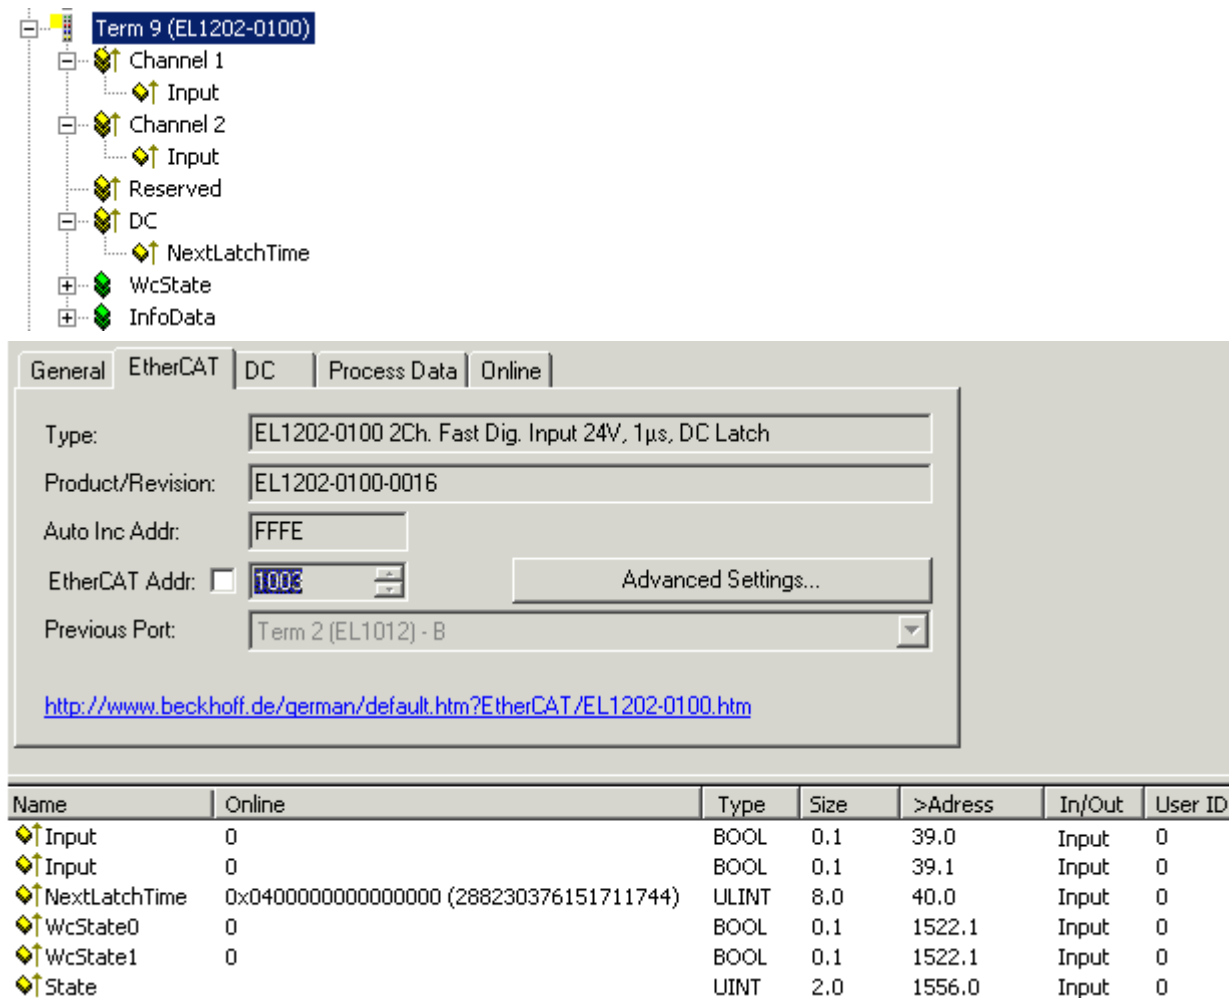 Term 9 (EL1202-0100)
Channel 1
Input
Channel 2
Input
Reserved
DC
NextLatchTime
WcState
InfoData
General EtherCAT DC Process Data Online
Type: EL1202-0100 2Ch. Fast Dig. Input 24V, 1µs, DC Latch
Product/Revision: EL1202-0100-0016
Auto Inc Addr: FFFE
EtherCAT Addr: 1003 Advanced Settings...
Previous Port: Term 2 (EL1012) - B
http://www.beckhoff.de/german/default.htm?EtherCAT/EL1202-0100.htm
Name Online Type Size >Adress In/Out User ID
Input 0 BOOL 0.1 39.0 Input 0
Input 0 BOOL 0.1 39.1 Input 0
NextLatchTime 0x0400000000000000 (288230376151711744) ULINT 8.0 40.0 Input 0
WcState0 0 BOOL 0.1 1522.1 Input 0
WcState1 0 BOOL 0.1 1522.1 Input 0
State UINT 2.0 1556.0 Input 0